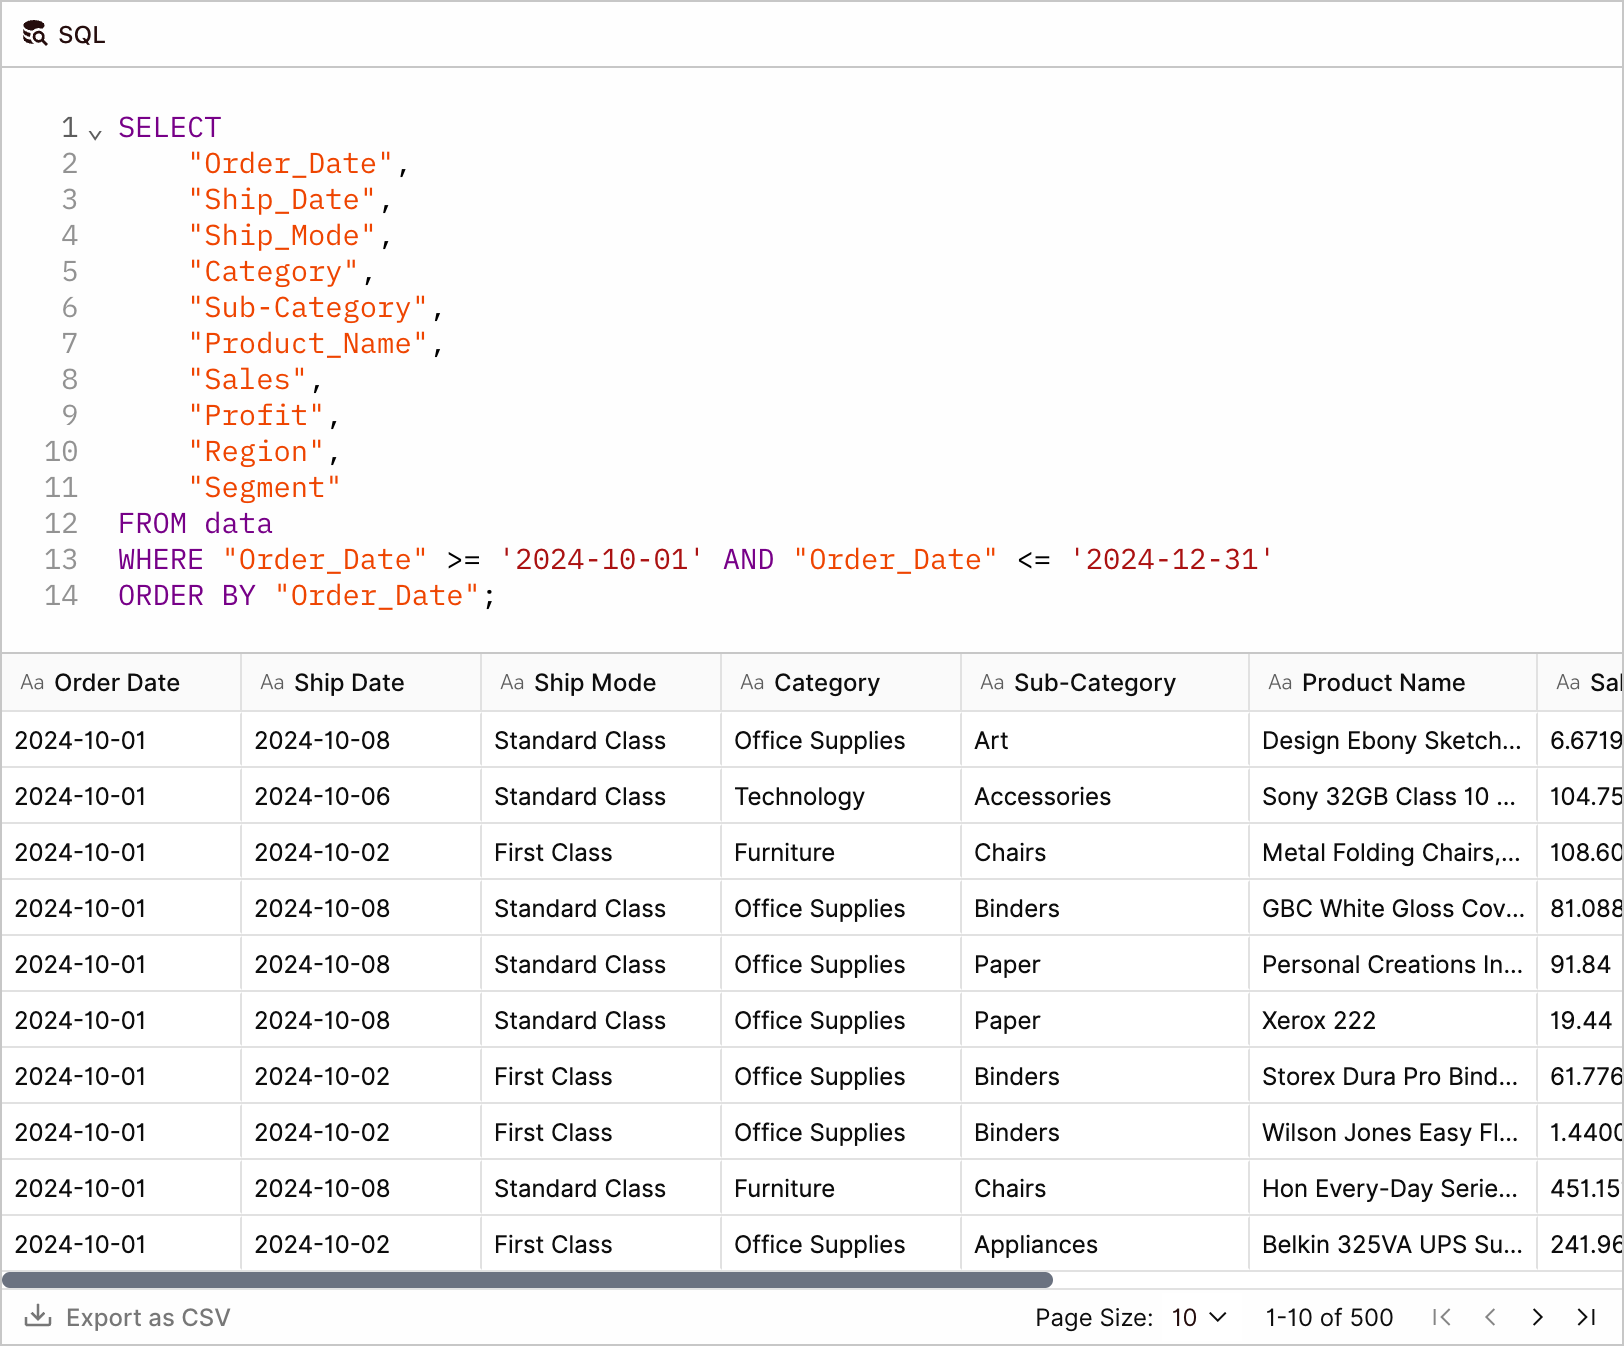 SQL
1 SELECT
2 "Order_Date",
3 "Ship_Date",
4 "Ship_Mode",
5 "Category",
6 "Sub-Category",
7 "Product_Name",
8 "Sales",
9 "Profit",
10 "Region",
11 "Segment"
12 FROM data
13 WHERE "Order_Date" >= '2024-10-01' AND "Order_Date" <= '2024-12-31'
14 ORDER BY "Order_Date";
Aa Order Date Aa Ship Date Aa Ship Mode Aa Category Aa Sub-Category Aa Product Name Aa Sal
2024-10-01 2024-10-08 Standard Class Office Supplies Art Design Ebony Sketch... 6.6719
2024-10-01 2024-10-06 Standard Class Technology Accessories Sony 32GB Class 10 ... 104.75
2024-10-01 2024-10-02 First Class Furniture Chairs Metal Folding Chairs,... 108.60
2024-10-01 2024-10-08 Standard Class Office Supplies Binders GBC White Gloss Cov... 81.088
2024-10-01 2024-10-08 Standard Class Office Supplies Paper Personal Creations In... 91.84
2024-10-01 2024-10-08 Standard Class Office Supplies Paper Xerox 222 19.44
2024-10-01 2024-10-02 First Class Office Supplies Binders Storex Dura Pro Bind... 61.776
2024-10-01 2024-10-02 First Class Office Supplies Binders Wilson Jones Easy Fl... 1.4400
2024-10-01 2024-10-08 Standard Class Furniture Chairs Hon Every-Day Serie... 451.15
2024-10-01 2024-10-02 First Class Office Supplies Appliances Belkin 325VA UPS Su... 241.96
Export as CSV Page Size: 10 1-10 of 500